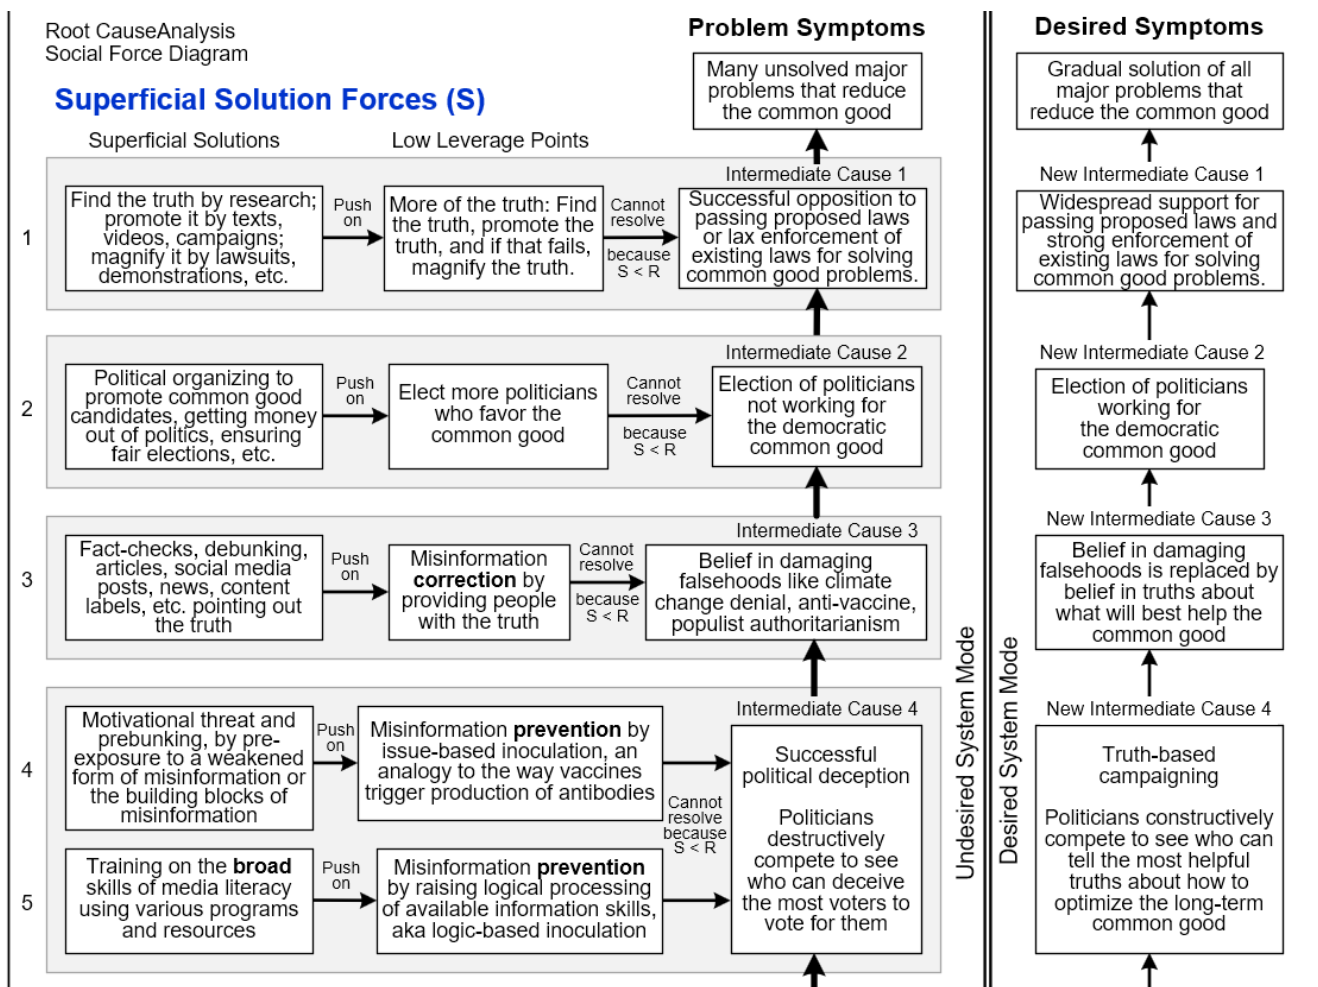 Root CauseAnalysis
Social Force Diagram
Superficial Solution Forces (S)
Superficial Solutions
Low Leverage Points
Problem Symptoms
Many unsolved major
problems that reduce
the common good
Desired Symptoms
Gradual solution of all
major problems that
reduce the common good
1
Find the truth by research;
promote it by texts,
videos, campaigns;
magnify it by lawsuits,
demonstrations, etc.
Push
on
More of the truth: Find
the truth, promote the
truth, and if that fails,
magnify the truth.
Cannot
resolve
because
S < R
Intermediate Cause 1
Successful opposition to
passing proposed laws
or lax enforcement of
existing laws for solving
common good problems.
New Intermediate Cause 1
Widespread support for
passing proposed laws and
strong enforcement of
existing laws for solving
common good problems.
2
Political organizing to
promote common good
candidates, getting money
out of politics, ensuring
fair elections, etc.
Push
on
Elect more politicians
who favor the
common good
Cannot
resolve
because
S < R
Intermediate Cause 2
Election of politicians
not working for
the democratic
common good
New Intermediate Cause 2
Election of politicians
working for
the democratic
common good
3
Fact-checks, debunking,
articles, social media
posts, news, content
labels, etc. pointing out
the truth
Push
on
Misinformation
correction by
providing people
with the truth
Cannot
resolve
because
S < R
Intermediate Cause 3
Belief in damaging
falsehoods like climate
change denial, anti-vaccine,
populist authoritarianism
New Intermediate Cause 3
Belief in damaging
falsehoods is replaced by
belief in truths about
what will best help the
common good
4
Motivational threat and
prebunking, by pre-
exposure to a weakened
form of misinformation or
the building blocks of
misinformation
Push
on
Misinformation prevention by
issue-based inoculation, an
analogy to the way vaccines
trigger production of antibodies
5
Training on the broad
skills of media literacy
using various programs
and resources
Push
on
Misinformation prevention
by raising logical processing
of available information skills,
aka logic-based inoculation
Cannot
resolve
because
S < R
Intermediate Cause 4
Successful
political deception
Politicians
destructively
compete to see
who can deceive
the most voters to
vote for them
Undesired System Mode
Desired System Mode
New Intermediate Cause 4
Truth-based
campaigning
Politicians constructively
compete to see who can
tell the most helpful
truths about how to
optimize the long-term
common good